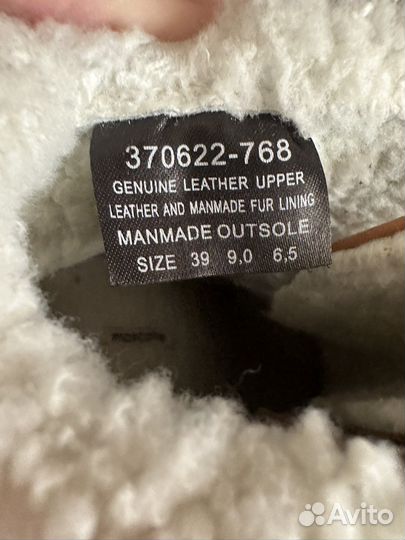 370622-768
GENUINE LEATHER UPPER
LEATHER AND MANMADE FUR LINING
MANMADE OUTSOLE
SIZE 39 9,0 6,5
Avito